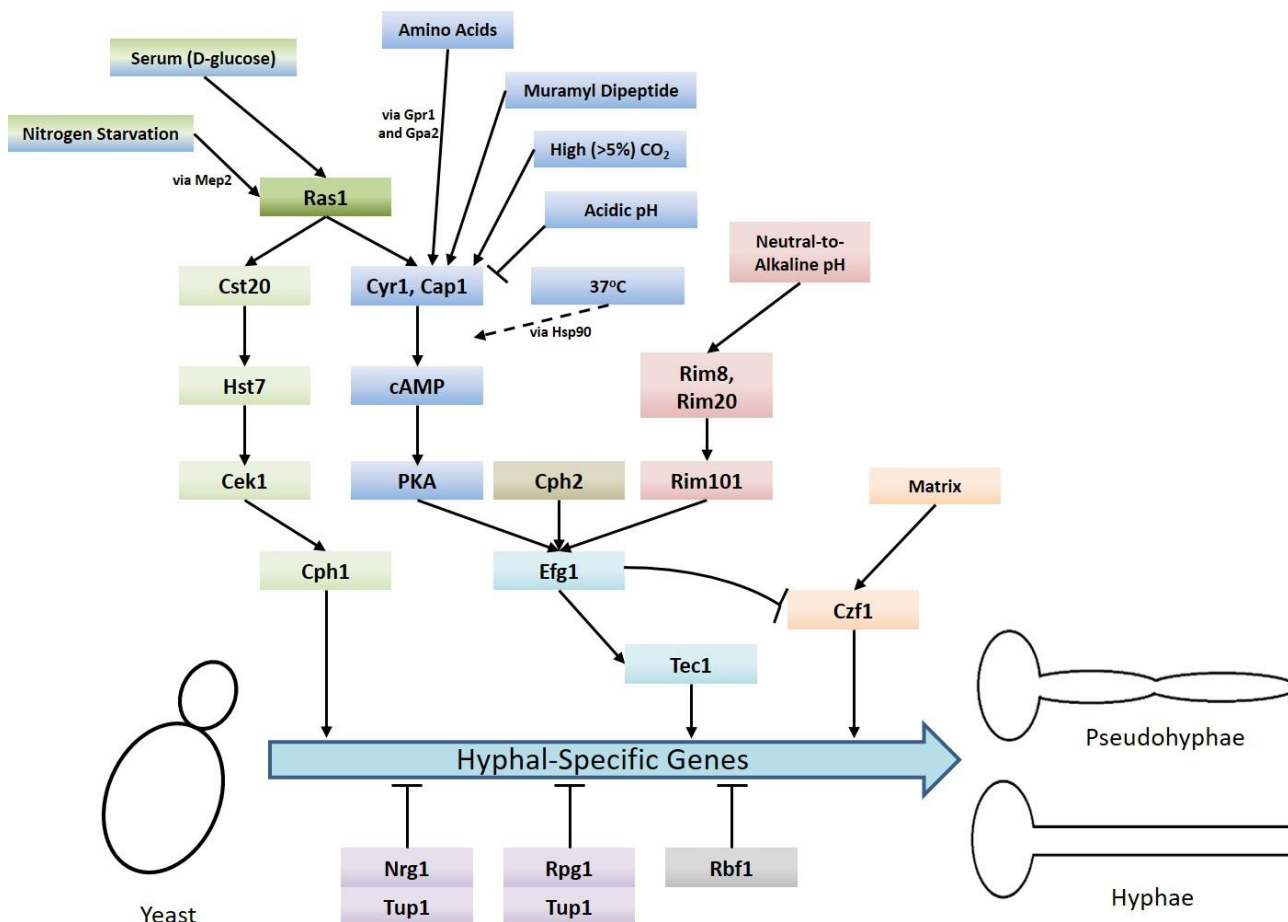 Amino Acids
Serum (D-glucose)
Muramyl Dipeptide
via Gpr1
and Gpa2
Nitrogen Starvation
High (>5%) CO₂
via Mep2
Ras1
Acidic pH
Neutral-to-
Alkaline pH
Cst20
Cyr1, Cap1
37ºC
via Hsp90
Hst7
cAMP
Rim8,
Rim20
Cek1
PKA
Cph2
Rim101
Matrix
Cph1
Efg1
Czf1
Tec1
Hyphal-Specific Genes
Pseudohyphae
Nrg1
Tup1
Rpg1
Tup1
Rbf1
Yeast
Hyphae